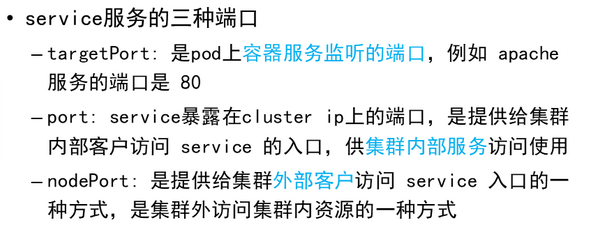 • service服务的三种端口
–targetPort: 是pod上容器服务监听的端口，例如 apache
服务的端口是 80
–port: service暴露在cluster ip上的端口，是提供给集群
内部客户访问 service 的入口，供集群内部服务访问使用
–nodePort: 是提供给集群外部客户访问 service 入口的一
种方式，是集群外访问集群内资源的一种方式